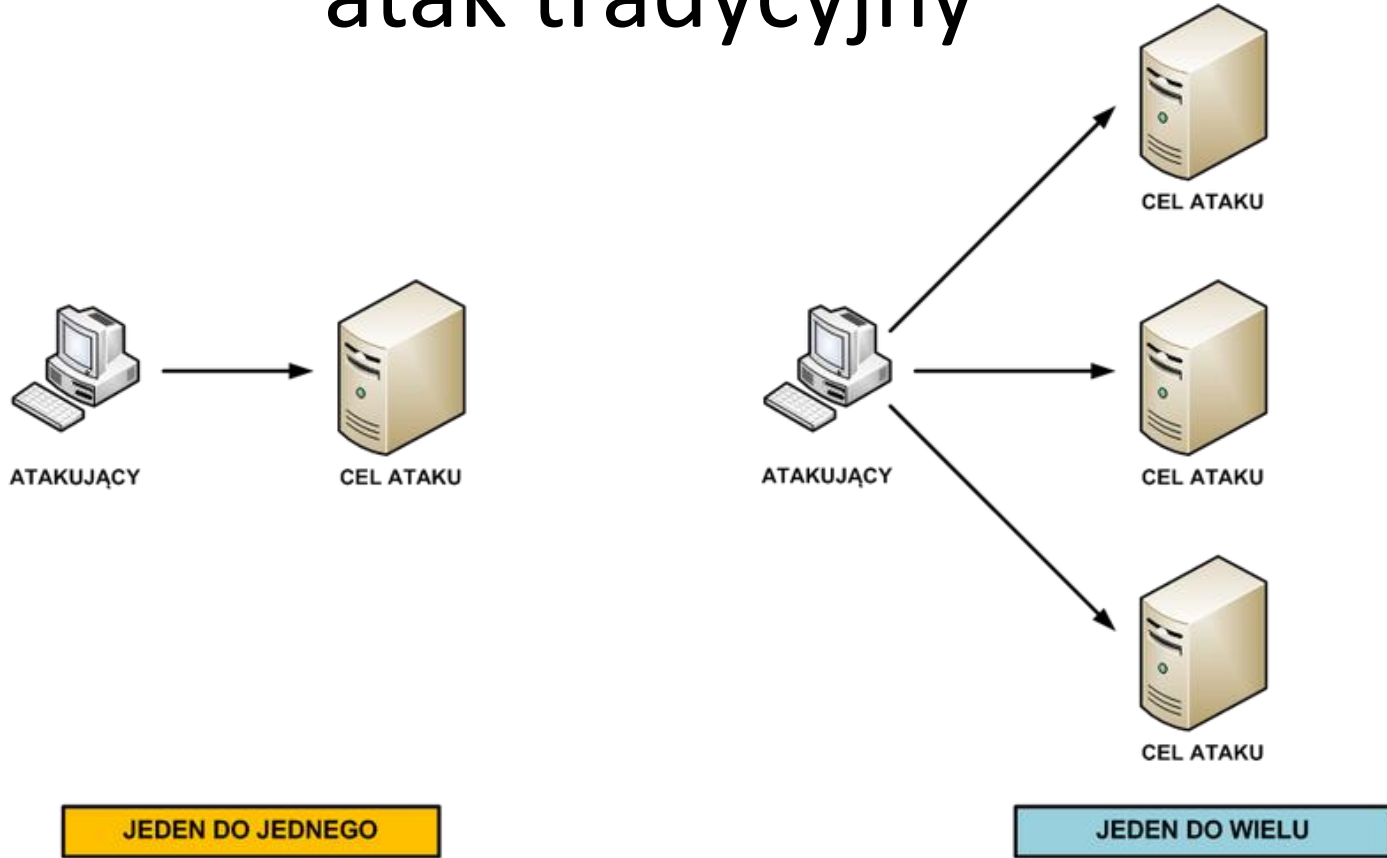 atak tradycyjny
CEL ATAKU
ATAKUJĄCY
CEL ATAKU
ATAKUJĄCY
CEL ATAKU
CEL ATAKU
JEDEN DO JEDNEGO
JEDEN DO WIELU